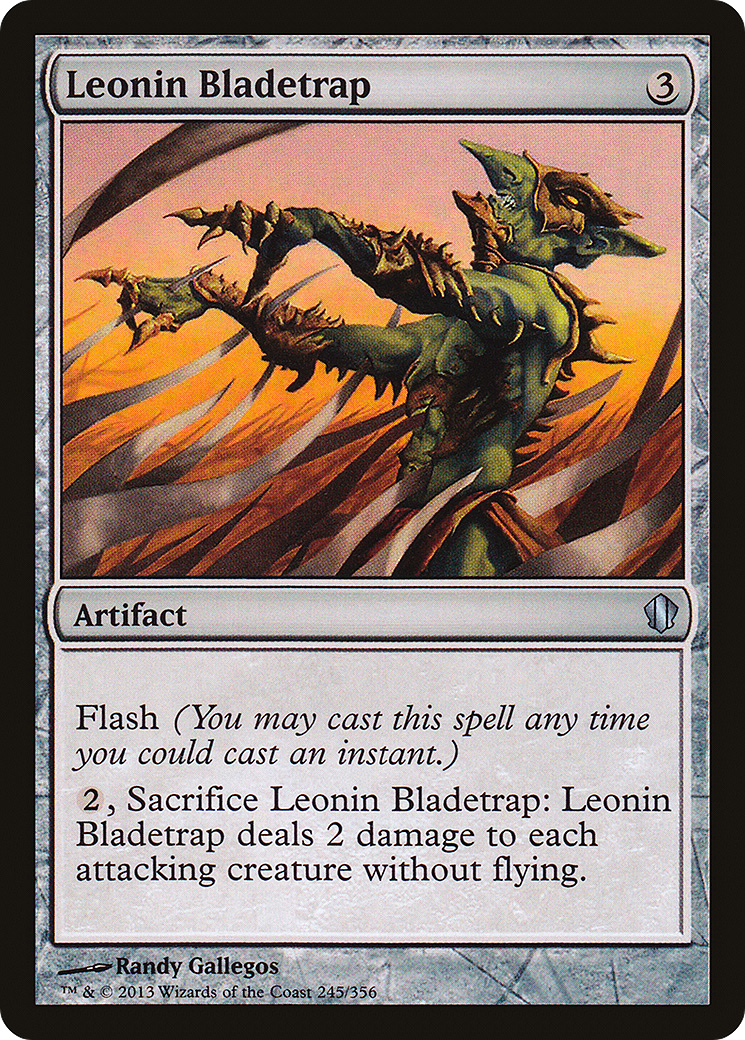 Leonin Bladetrap 3
Artifact
Flash (You may cast this spell any time
you could cast an instant.)
2, Sacrifice Leonin Bladetrap: Leonin
Bladetrap deals 2 damage to each
attacking creature without flying.
Randy Gallegos
™ & © 2013 Wizards of the Coast 245/356